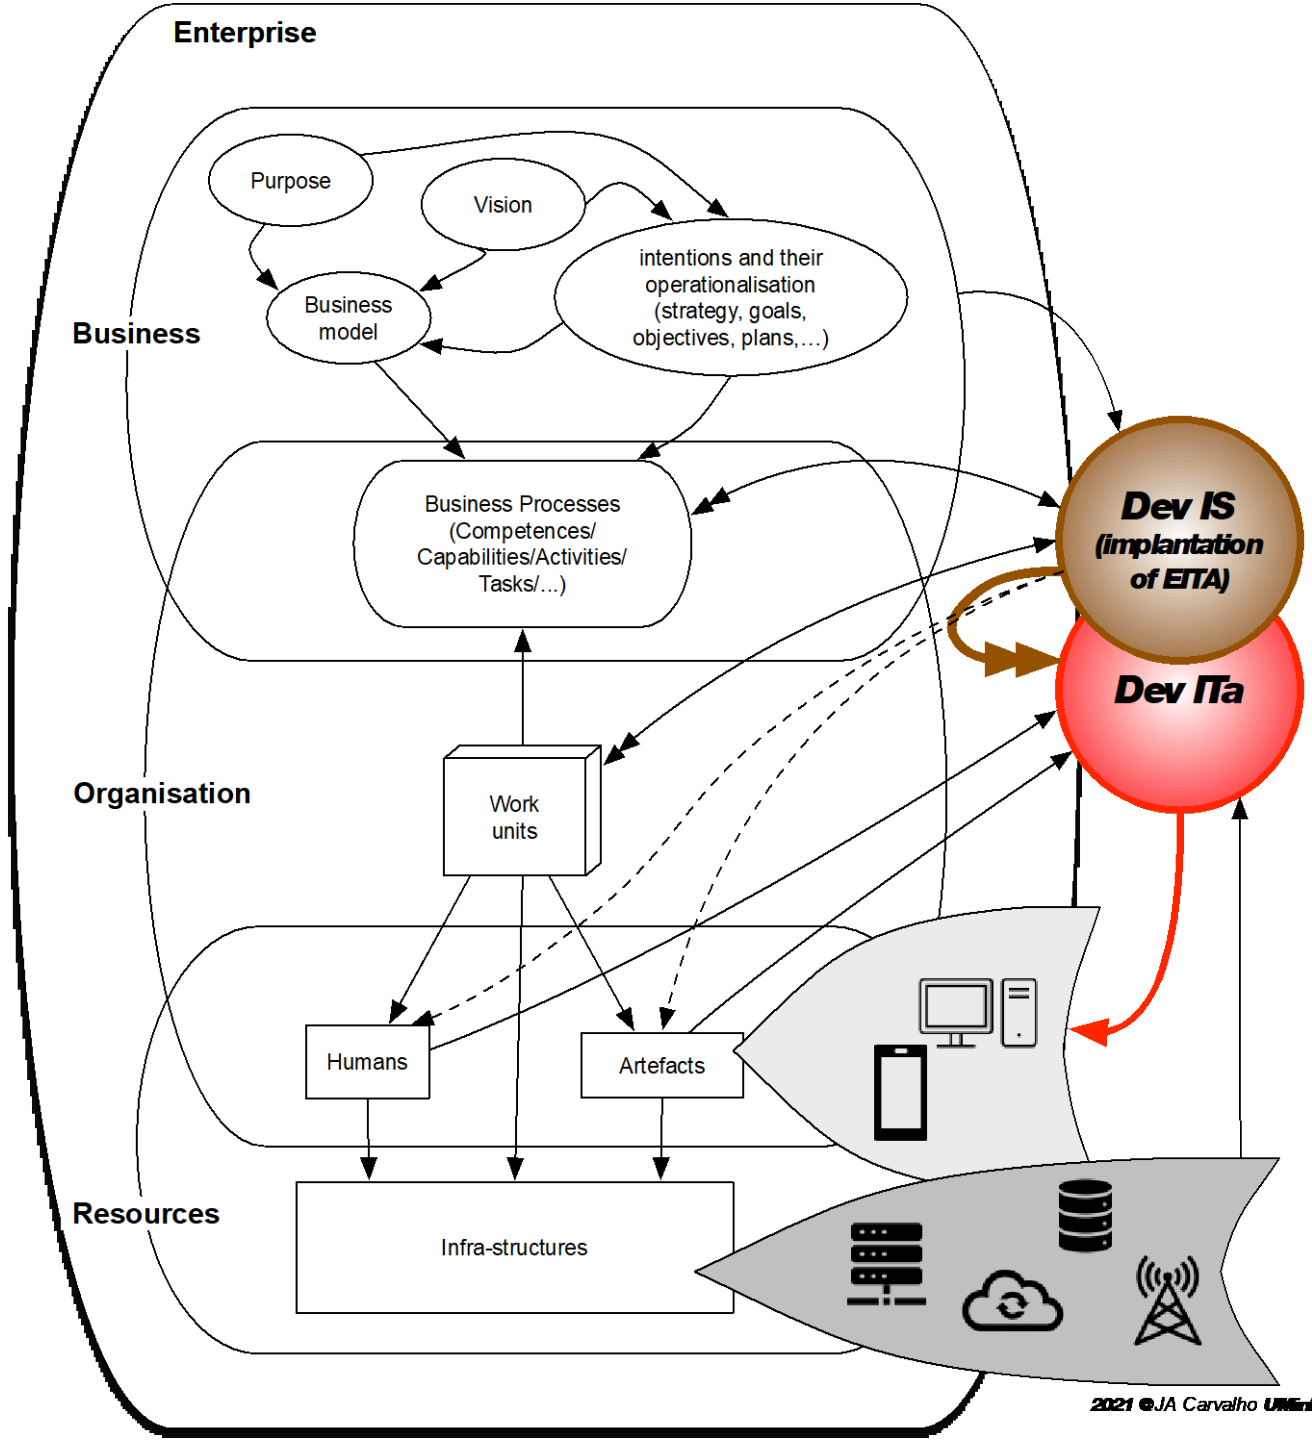 Enterprise
Purpose
Vision
intentions and their
operationalisation
(strategy, goals,
objectives, plans,...)
Business
model
Business
Business Processes
(Competences/
Capabilities/Activities/
Tasks/...)
Dev IS
(implantation
of EITA)
Dev ITa
Work
units
Organisation
Humans
Artefacts
Resources
Infra-structures
2021 @JA Carvalho